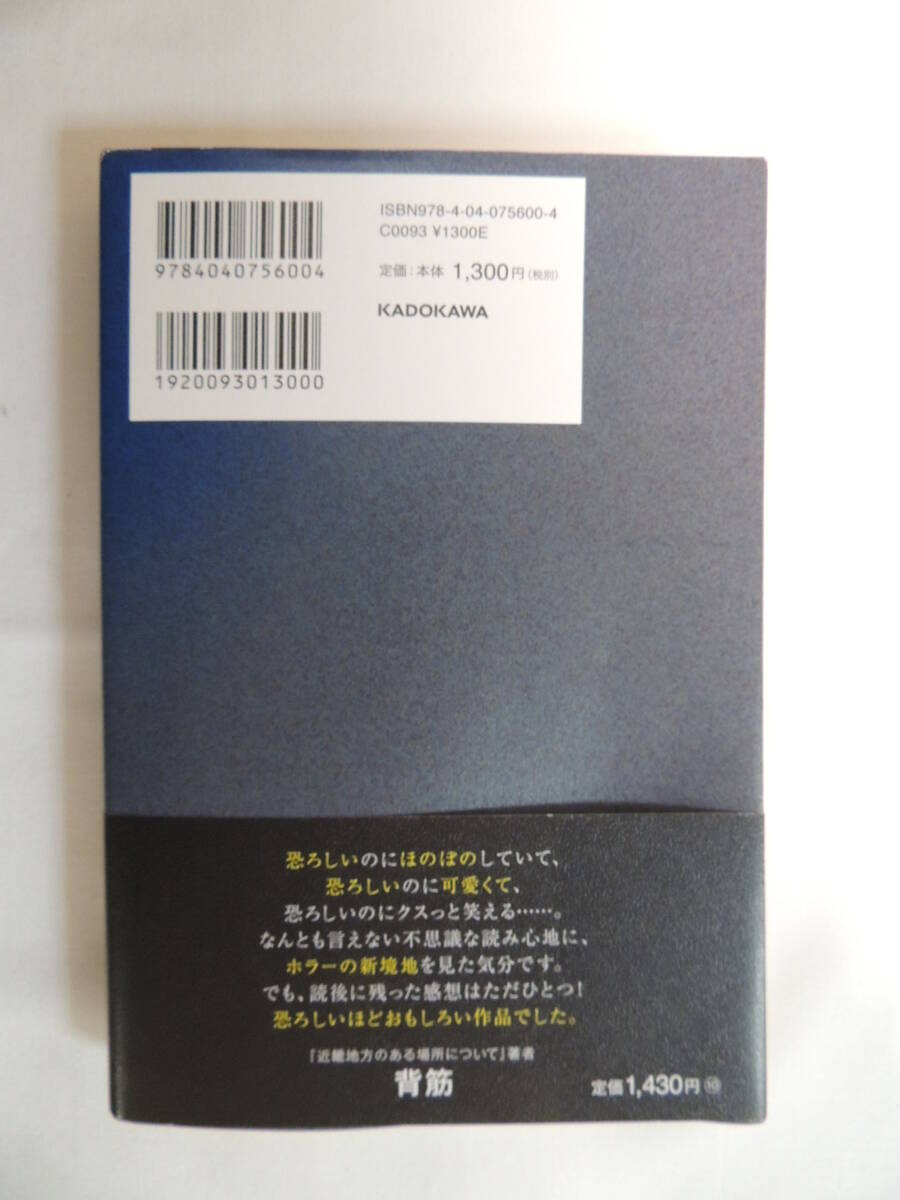 ISBN978-4-04-075600-4
C0093 ¥1300E
定価:本体 1,300円(税別)
KADOKAWA
9784040756004
1920093013000
恐ろしいのにほのぼのしていて、
恐ろしいのに可愛くて、
恐ろしいのにクスっと笑える……。
なんとも言えない不思議な読み心地に、
ホラーの新境地を見た気分です。
でも、読後に残った感想はただひとつ!
恐ろしいほどおもしろい作品でした。
『近畿地方のある場所について』著者
背筋
定価1,430円⑩